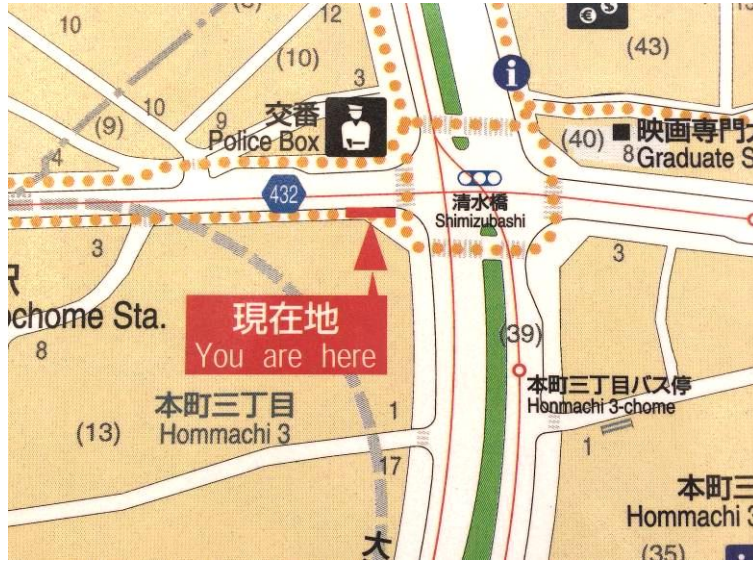 10
12
(10)
(43)
3
10
交番
9
(9)
Police Box
(40)
映画専門
8
Graduate S
4
432
清水橋
Shimizubashi
3
3
現在地
You are here
ochome Sta.
(39)
8
本町三丁目バス停
Honmachi 3-chome
本町三丁目
Hommachi 3
1
(13)
1
17
本町三
Hommachi 3
大
(35)